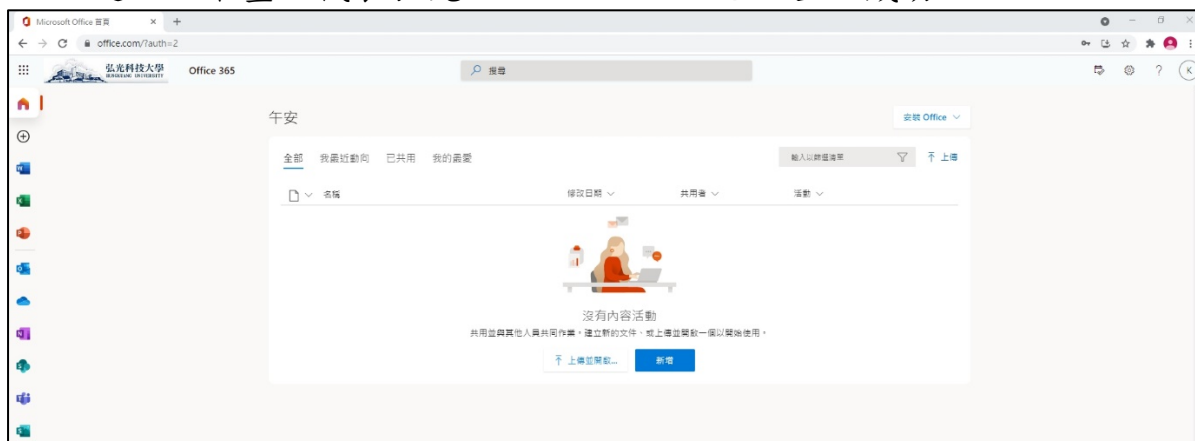 Microsoft Office 首頁
office.com/?auth=2
弘光科技大學
HUNGKUANG UNIVERSITY
Office 365
搜尋
午安
安裝 Office
全部 我最近動向 已共用 我的最愛
輸入以篩選清單
上傳
名稱 修改日期 共用者 活動
沒有內容活動
共用並與其他人員共同作業。建立新的文件、或上傳並開啟一個以開始使用。
上傳並開啟... 新增